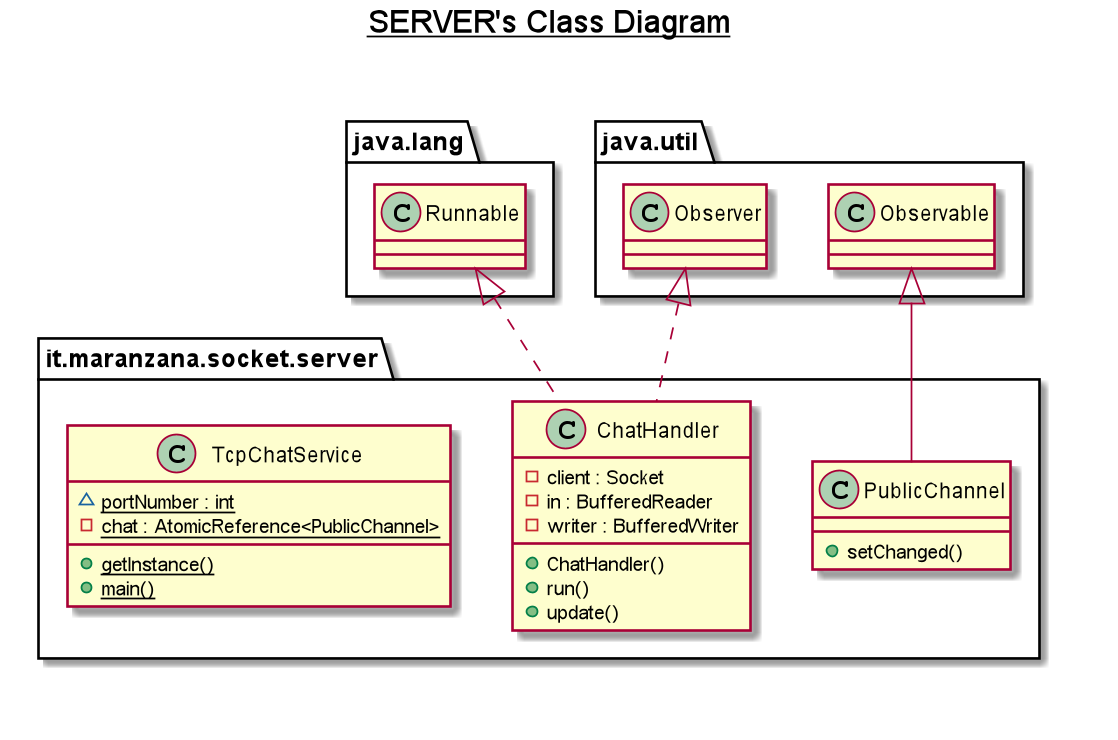 SERVER's Class Diagram
java.lang
java.util
C Runnable
C Observer
C Observable
it.maranzana.socket.server
C TcpChatService
portNumber : int
chat : AtomicReference<PublicChannel>
getInstance()
main()
C ChatHandler
client : Socket
in : BufferedReader
writer : BufferedWriter
ChatHandler()
run()
update()
C PublicChannel
setChanged()